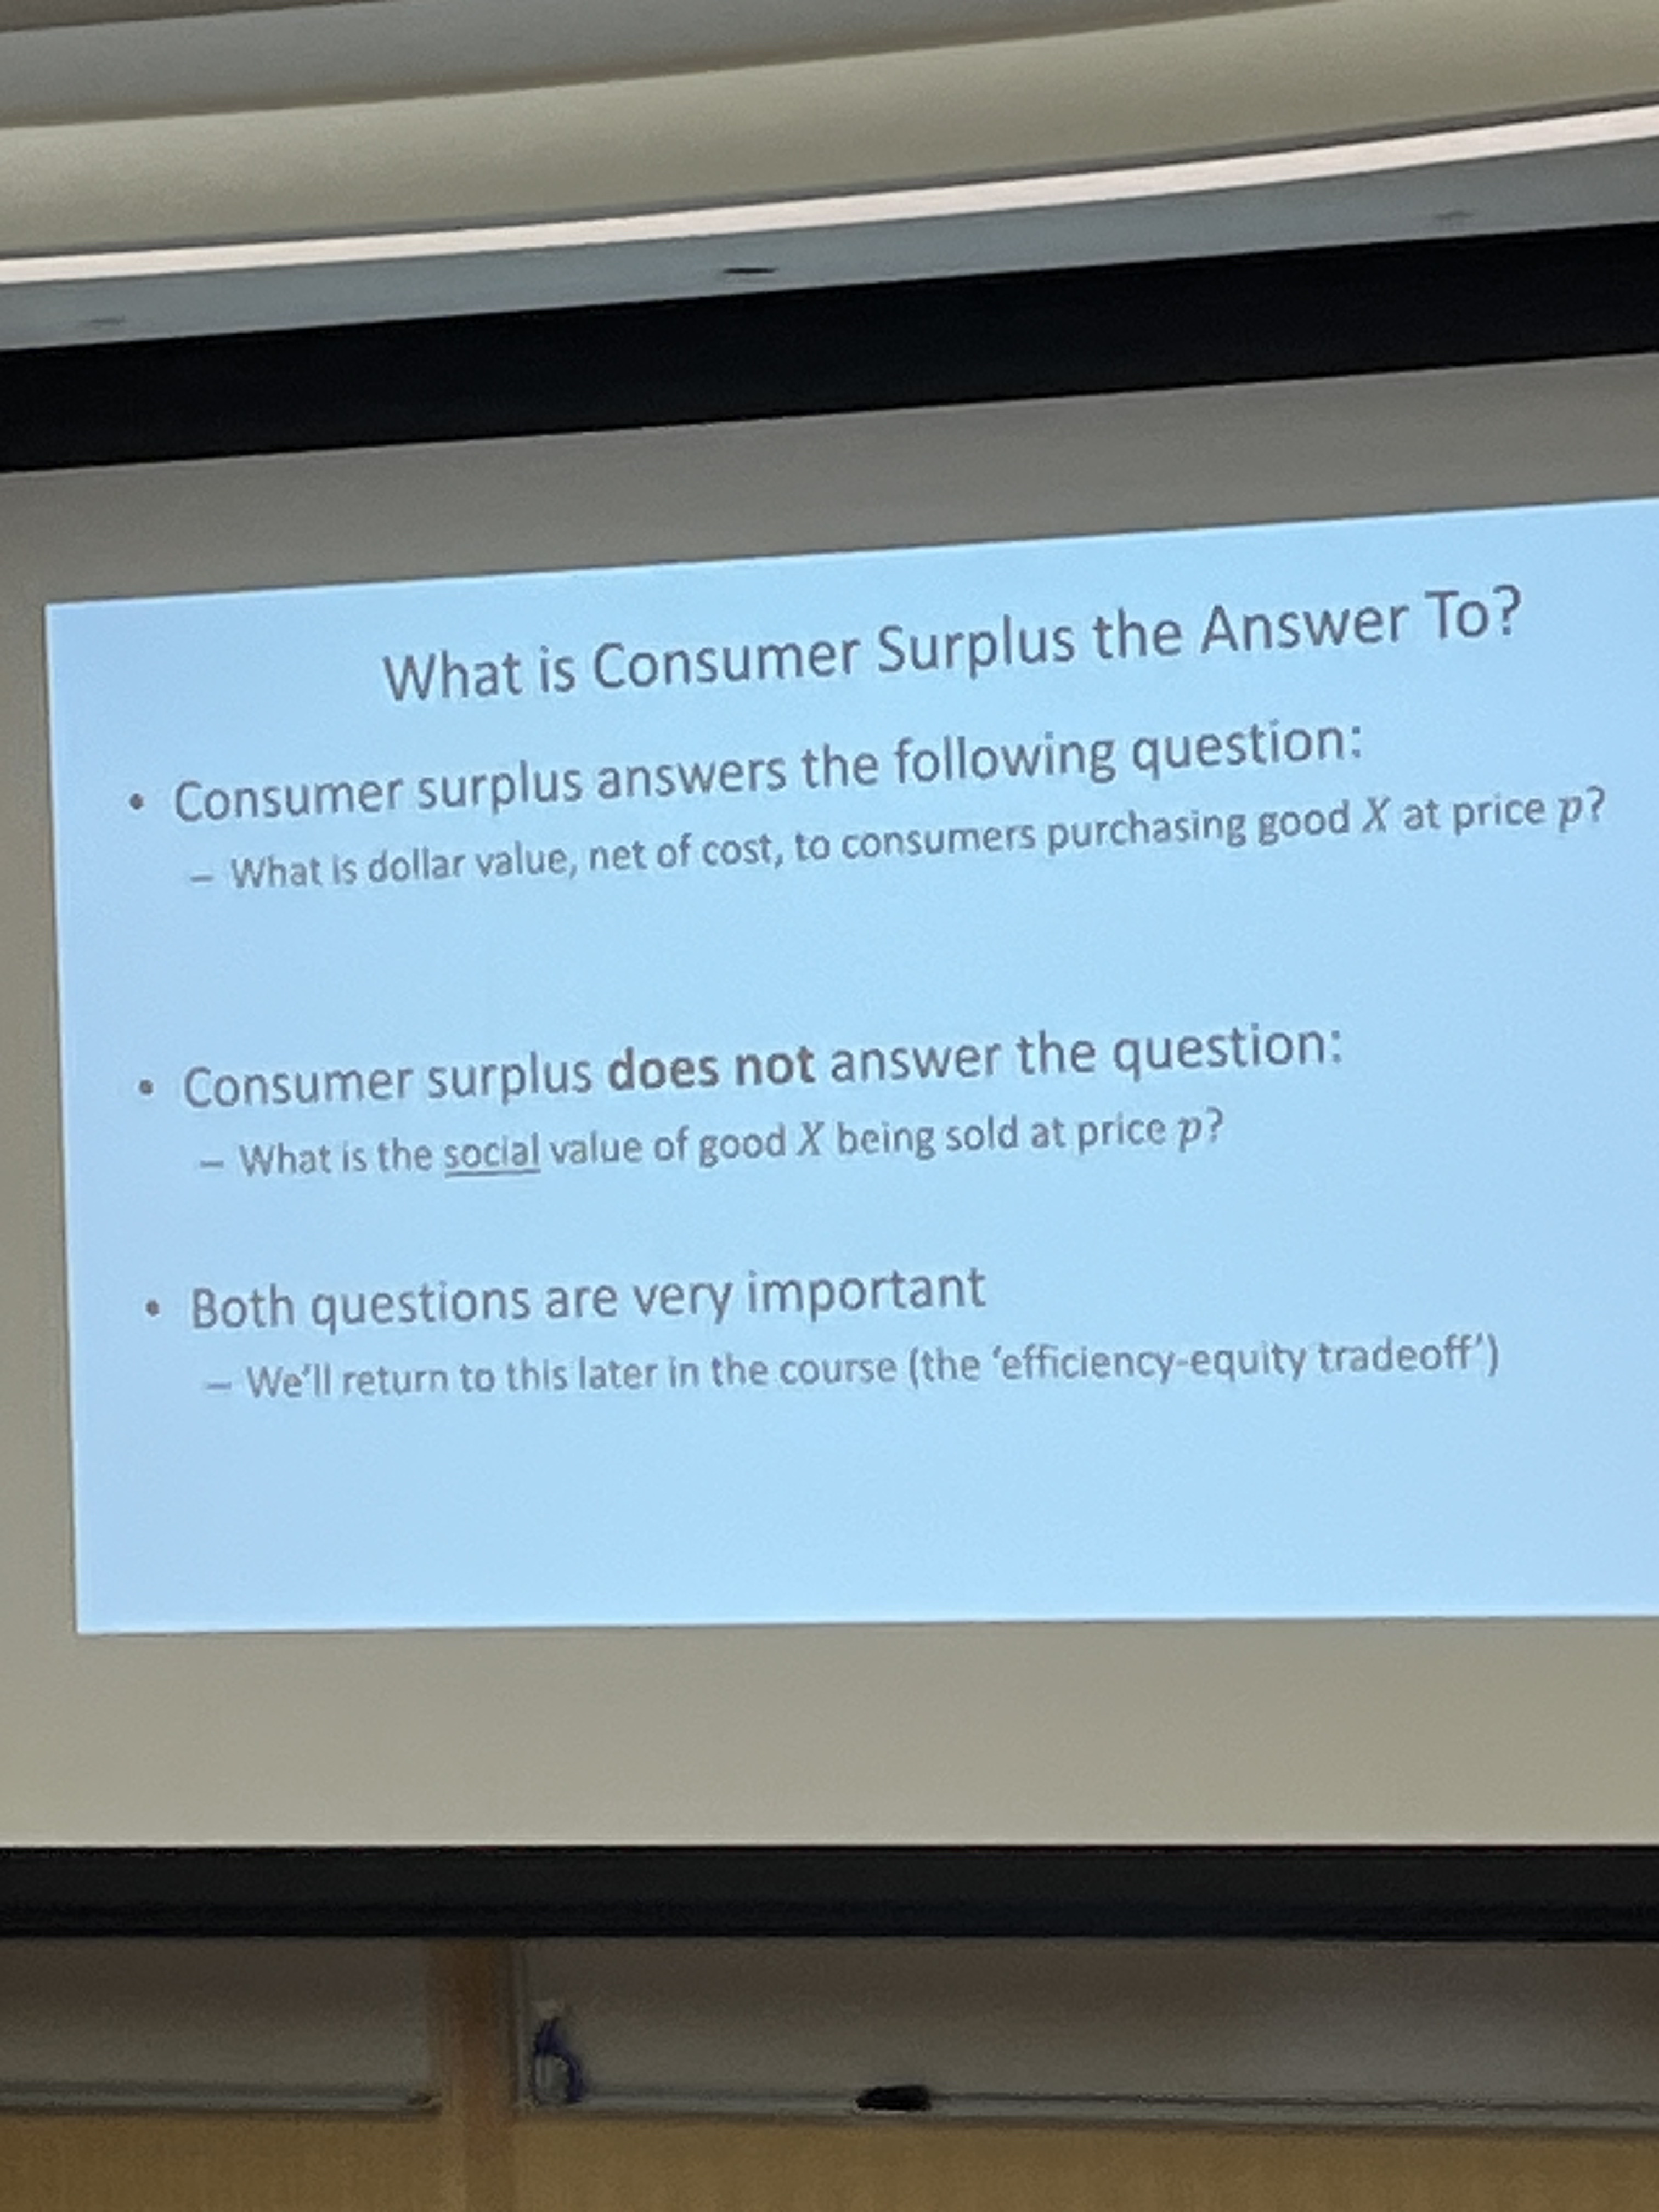 What is Consumer Surplus the Answer To?
• Consumer surplus answers the following question:
– What is dollar value, net of cost, to consumers purchasing good X at price p?
• Consumer surplus does not answer the question:
– What is the social value of good X being sold at price p?
• Both questions are very important
– We'll return to this later in the course (the 'efficiency-equity tradeoff')